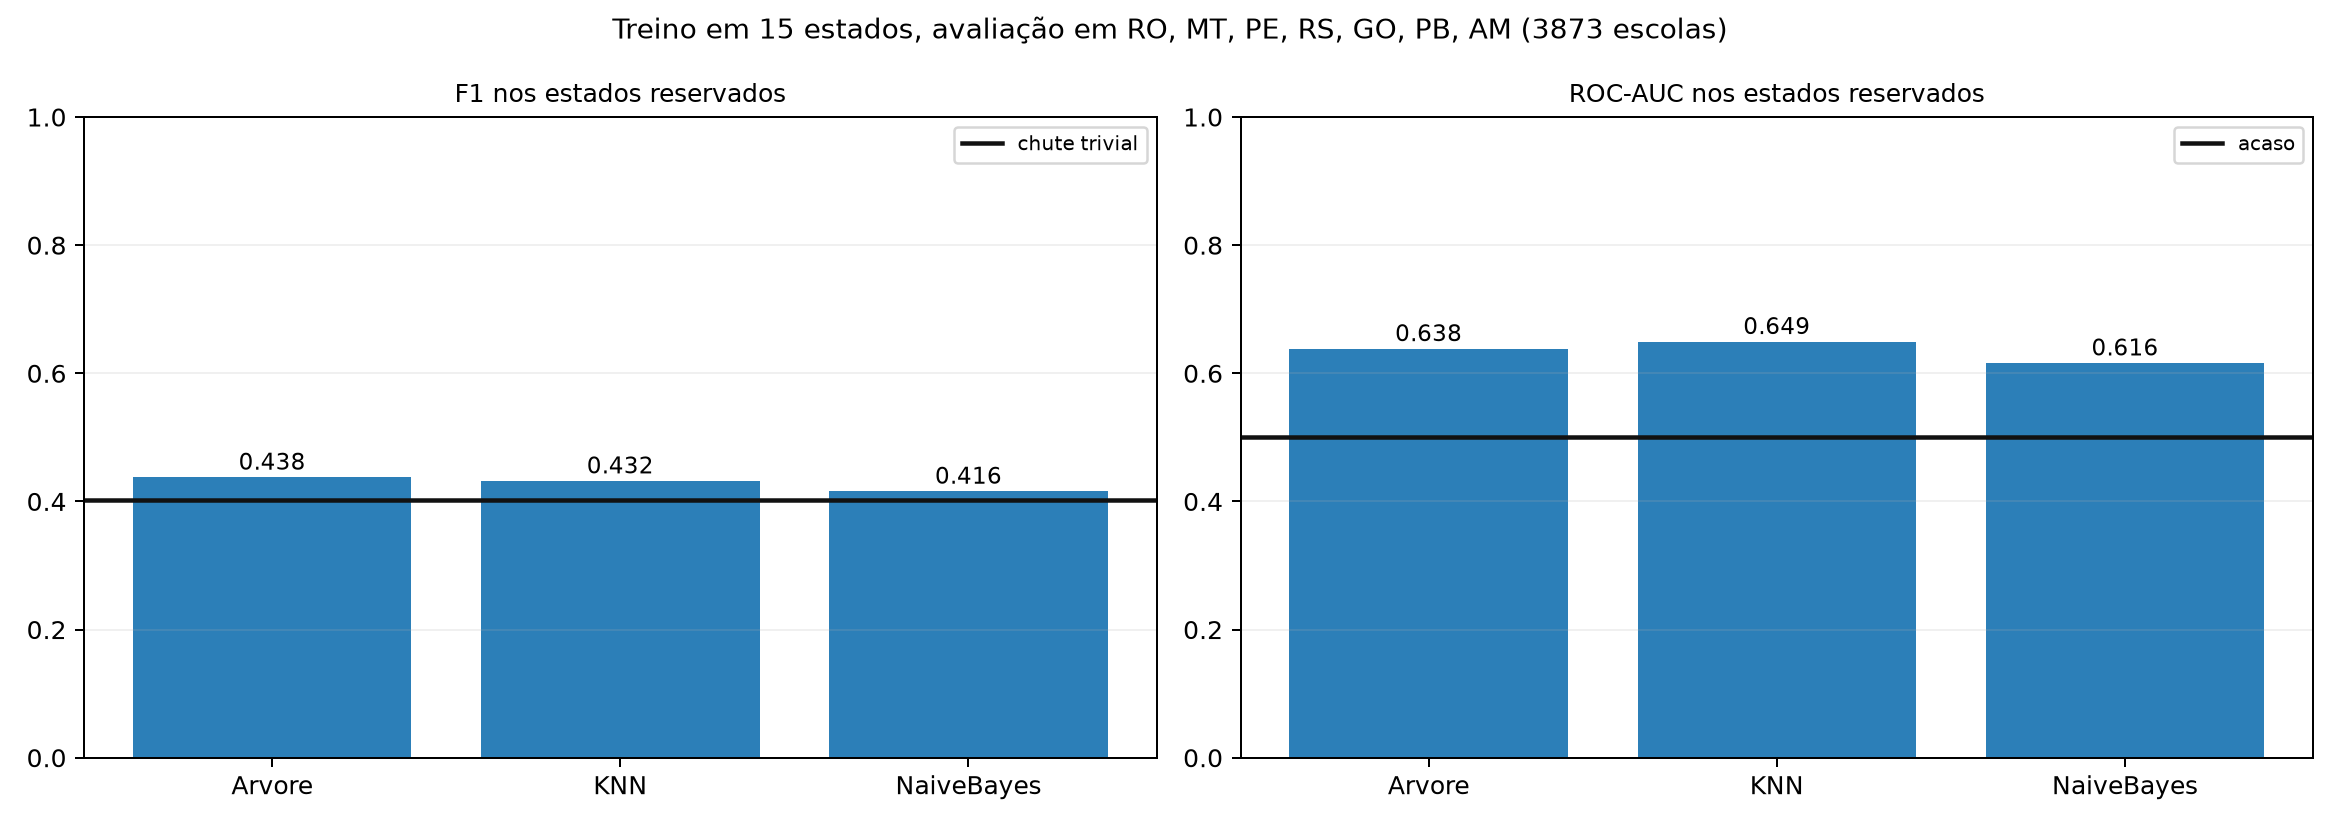 Treino em 15 estados, avaliação em RO, MT, PE, RS, GO, PB, AM (3873 escolas)
F1 nos estados reservados
1.0
0.8
0.6
0.4
0.2
0.0
chute trivial
0.438
0.432
0.416
Arvore
KNN
NaiveBayes
ROC-AUC nos estados reservados
1.0
0.8
0.6
0.4
0.2
0.0
acaso
0.638
0.649
0.616
Arvore
KNN
NaiveBayes